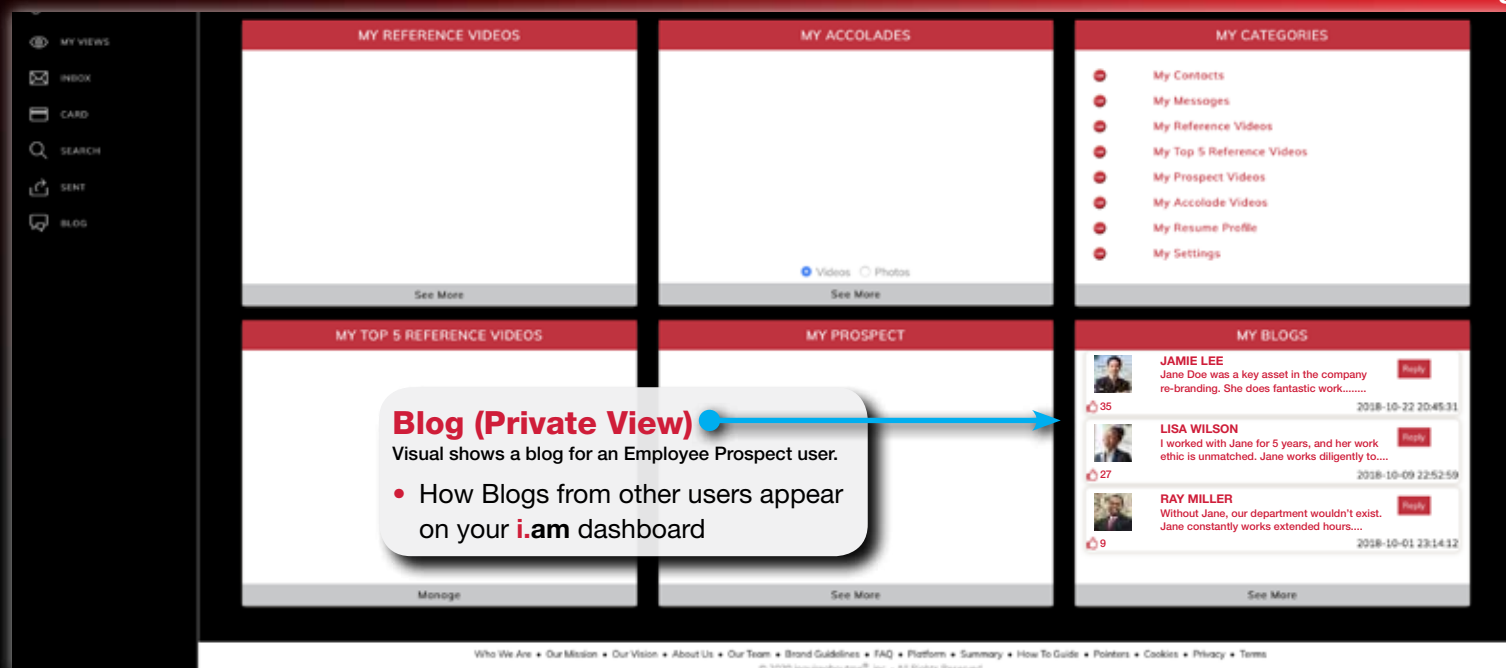 MY VIEWS
INBOX
CARD
SEARCH
SENT
BLOG
MY REFERENCE VIDEOS
See More
MY ACCOLADES
Videos Photos
See More
MY CATEGORIES
My Contacts
My Messages
My Reference Videos
My Top 5 Reference Videos
My Prospect Videos
My Accolade Videos
My Resume Profile
My Settings
MY TOP 5 REFERENCE VIDEOS
Manage
MY PROSPECT
See More
Blog (Private View)
Visual shows a blog for an Employee Prospect user.
• How Blogs from other users appear
on your i.am dashboard
MY BLOGS
JAMIE LEE
Jane Doe was a key asset in the company
re-branding. She does fantastic work........
Reply
35
2018-10-22 20:45:31
LISA WILSON
I worked with Jane for 5 years, and her work
ethic is unmatched. Jane works diligently to....
Reply
27
2018-10-09 22:52:59
RAY MILLER
Without Jane, our department wouldn't exist.
Jane constantly works extended hours....
Reply
9
2018-10-01 23:14:12
See More
Who We Are • Our Mission • Our Vision • About Us • Our Team • Brand Guidelines • FAQ • Platform • Summary • How To Guide • Pointers • Cookies • Privacy • Terms